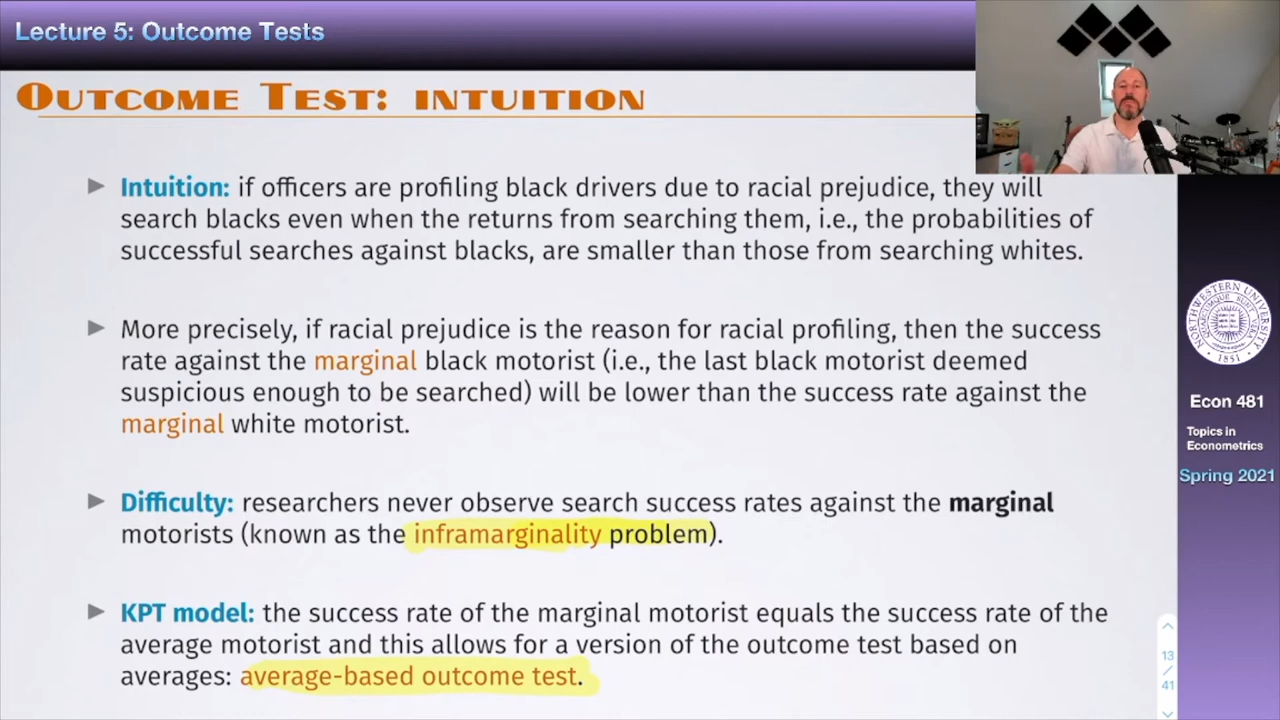 Lecture 5: Outcome Tests
OUTCOME TEST: INTUITION
Intuition: if officers are profiling black drivers due to racial prejudice, they will
search blacks even when the returns from searching them, i.e., the probabilities of
successful searches against blacks, are smaller than those from searching whites.
More precisely, if racial prejudice is the reason for racial profiling, then the success
rate against the marginal black motorist (i.e., the last black motorist deemed
suspicious enough to be searched) will be lower than the success rate against the
marginal white motorist.
Difficulty: researchers never observe search success rates against the marginal
motorists (known as the inframarginality problem).
KPT model: the success rate of the marginal motorist equals the success rate of the
average motorist and this allows for a version of the outcome test based on
averages: average-based outcome test.
NORTHWESTERN UNIVERSITY
1851
Econ 481
Topics in
Econometrics
Spring 2021
13
/
41